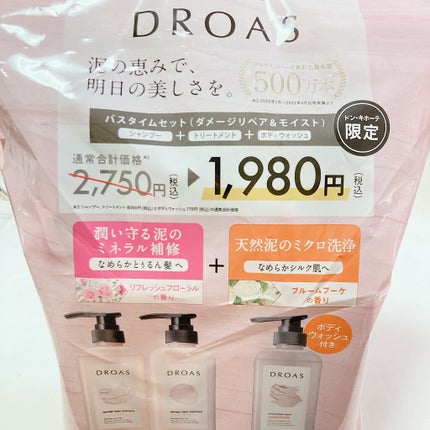 DROAS
泥の恵みで、
明日の美しさを。
500万本
バスタイムセット(ダメージリペア&モイスト)
シャンプー + トリートメント + ボディウォッシュ
ドン・キホーテ
限定
通常合計価格※2
2,750円(税込)
1,980円(税込)
潤い守る泥の
ミネラル補修
なめらかとぅるん髪へ
リフレッシュフローラル
の香り
+
天然泥のミクロ洗浄
なめらかシルク肌へ
ブルームブーケ
の香り
ボディ
ウォッシュ
付き
DROAS
DROAS
DROAS